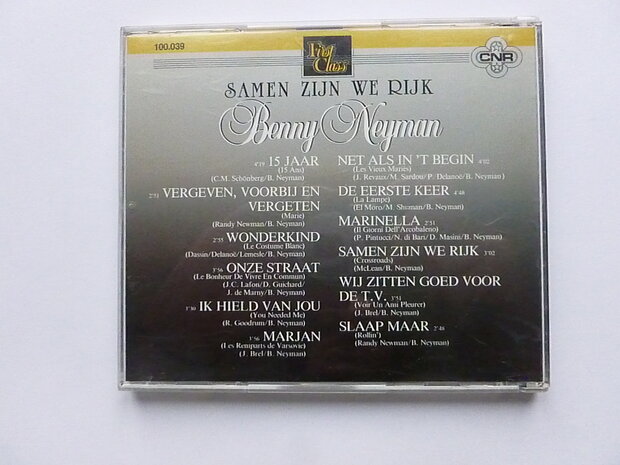 100.039
First
Class
CNR
SAMEN ZIJN WE RIJK
Benny Neyman
4'19 15 JAAR
(15 Ans)
(C.M. Schönberg/B. Neyman)
2'51 VERGEVEN, VOORBIJ EN
VERGETEN
(Marie)
(Randy Newman/B. Neyman)
2'55 WONDERKIND
(Le Costume Blanc)
(Dassin/Delanoë/Lemesle/B. Neyman)
3'56 ONZE STRAAT
(Le Bonheur De Vivre En Commun)
(J.C. Lafon/D. Guichard/
J. de Marny/B. Neyman)
3'30 IK HIELD VAN JOU
(You Needed Me)
(R. Goodrum/B. Neyman)
3'56 MARJAN
(Les Remparts de Varsovie)
(J. Brel/B. Neyman)
NET ALS IN 'T BEGIN 4'02
(Les Vieux Mariés)
(J. Revaux/M. Sardou/P. Delanoë/B. Neyman)
DE EERSTE KEER 4'48
(La Lampe)
(El Moro/M. Shuman/B. Neyman)
MARINELLA 2'51
(Il Giorni Dell'Arcobaleno)
(P. Pintucci/N. di Bari/D. Masini/B. Neyman)
SAMEN ZIJN WE RIJK 3'02
(Crossroads)
(McLean/B. Neyman)
WIJ ZITTEN GOED VOOR
DE T.V. 3'51
(Voir Un Ami Pleurer)
(J. Brel/B. Neyman)
SLAAP MAAR 2'48
(Rollin')
(Randy Newman/B. Neyman)